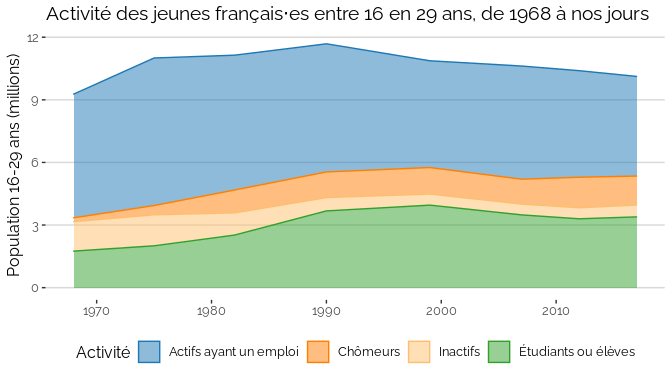 Activité des jeunes français·es entre 16 en 29 ans, de 1968 à nos jours
Population 16-29 ans (millions)
12
9
6
3
0
1970 1980 1990 2000 2010
Activité Actifs ayant un emploi Chômeurs Inactifs Étudiants ou élèves